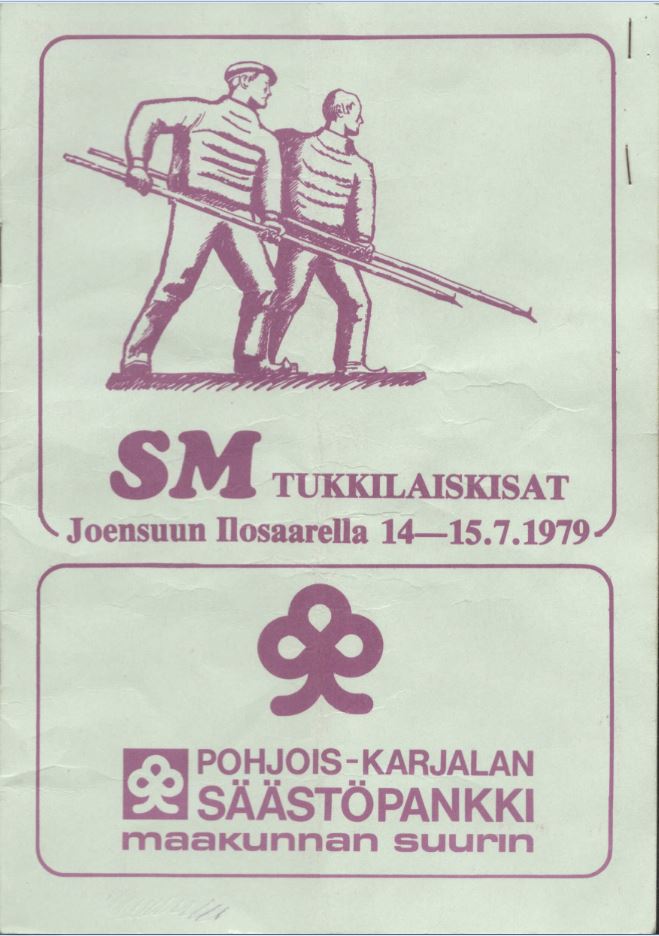 SM TUKKILAISKISAT
Joensuun Ilosaarella 14—15.7.1979
POHJOIS-KARJALAN
SÄÄSTÖPANKKI
maakunnan suurin